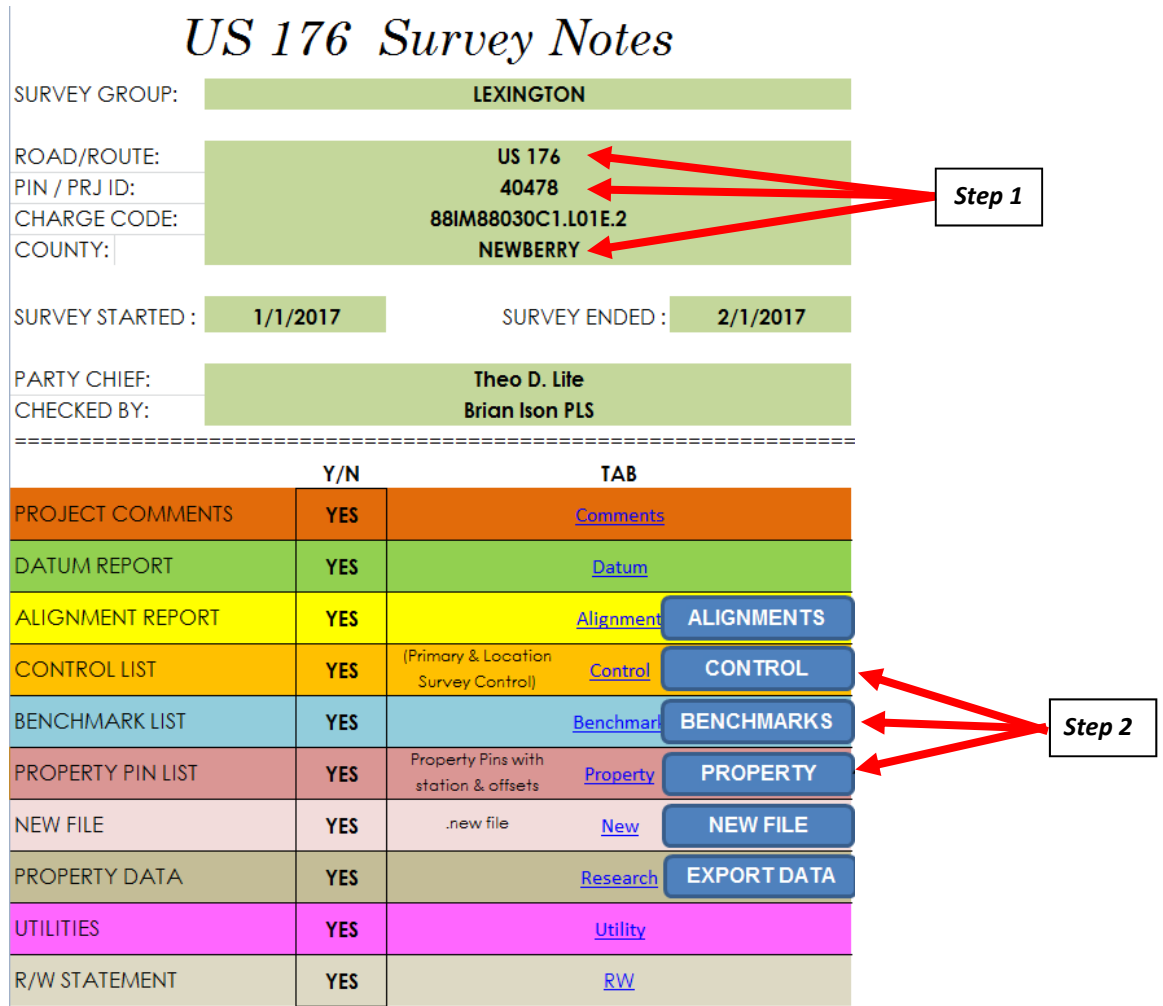 US 176 Survey Notes
SURVEY GROUP: LEXINGTON
ROAD/ROUTE: US 176
PIN / PRJ ID: 40478
Step 1
CHARGE CODE: 88IM88030C1.L01E.2
COUNTY: NEWBERRY
SURVEY STARTED : 1/1/2017 SURVEY ENDED : 2/1/2017
PARTY CHIEF: Theo D. Lite
CHECKED BY: Brian Ison PLS
=================================================================
Y/N TAB
PROJECT COMMENTS YES Comments
DATUM REPORT YES Datum
ALIGNMENT REPORT YES Alignment ALIGNMENTS
CONTROL LIST YES (Primary & Location Survey Control) Control CONTROL
BENCHMARK LIST YES Benchmark BENCHMARKS
Step 2
PROPERTY PIN LIST YES Property Pins with station & offsets Property PROPERTY
NEW FILE YES .new file New NEW FILE
PROPERTY DATA YES Research EXPORT DATA
UTILITIES YES Utility
R/W STATEMENT YES RW